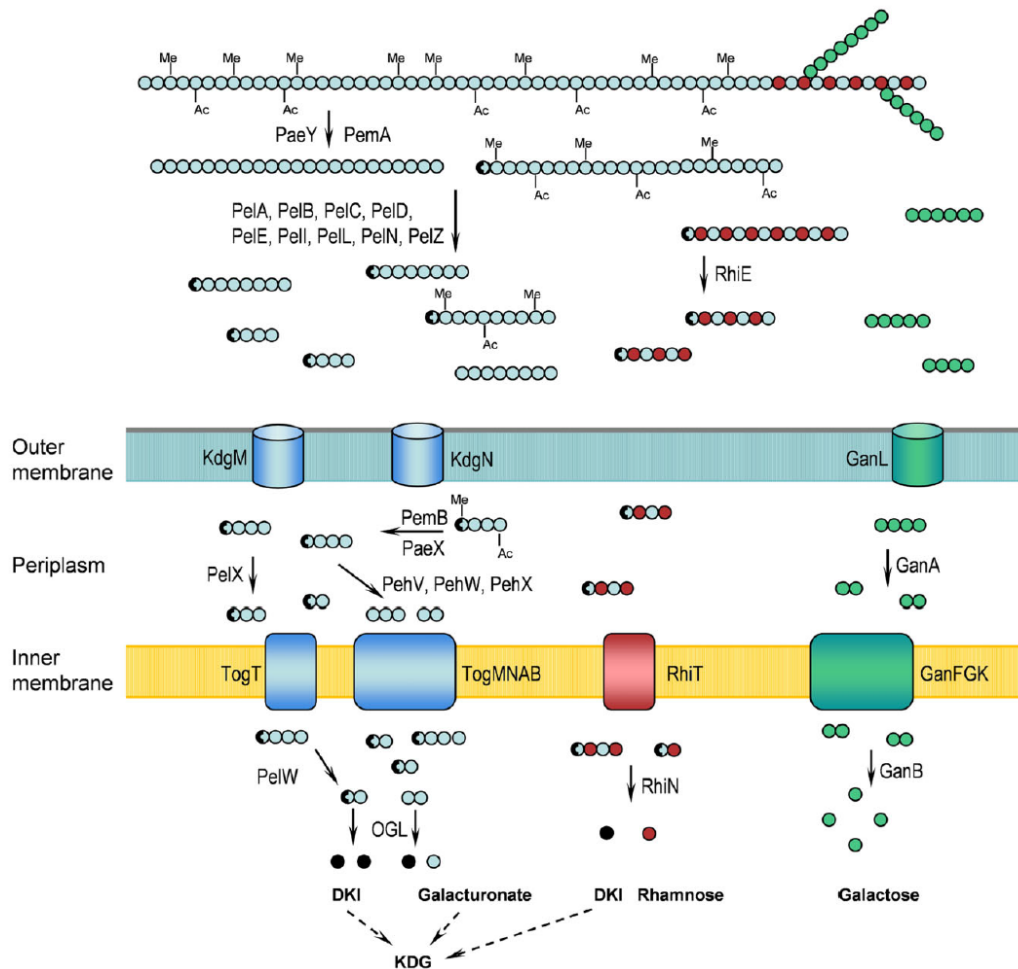 Me Me Me Me Me Me Me Me
Ac Ac Ac Ac Ac
PaeY PemA
Me Me Me
Ac Ac Ac
PelA, PelB, PelC, PelD,
PelE, PelI, PelL, PelN, PelZ
RhiE
Me Me
Ac
Outer
membrane
KdgM KdgN GanL
Me
PemB
PaeX
Ac
Periplasm
PelX
PehV, PehW, PehX
GanA
Inner
membrane
TogT TogMNAB RhiT GanFGK
PelW
OGL
RhiN
GanB
DKI Galacturonate DKI Rhamnose Galactose
KDG